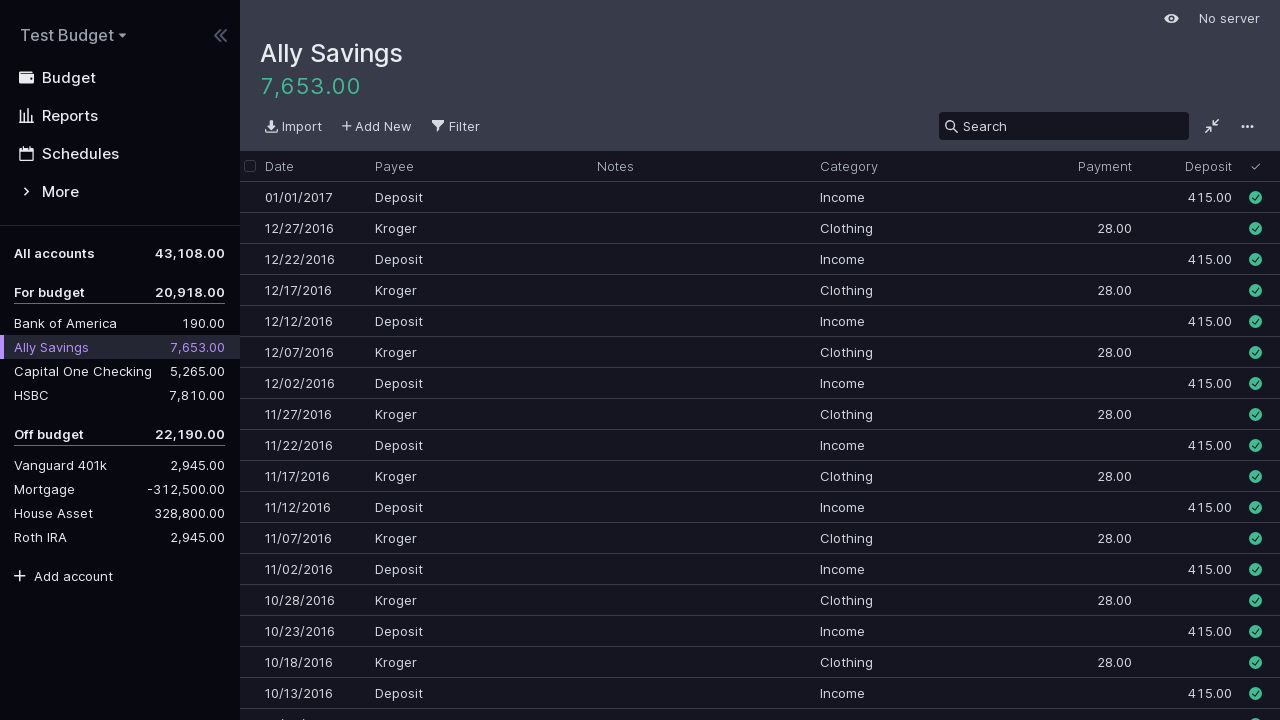 Test Budget
Budget
Reports
Schedules
More
All accounts 43,108.00
For budget 20,918.00
Bank of America 190.00
Ally Savings 7,653.00
Capital One Checking 5,265.00
HSBC 7,810.00
Off budget 22,190.00
Vanguard 401k 2,945.00
Mortgage -312,500.00
House Asset 328,800.00
Roth IRA 2,945.00
Add account
No server
Ally Savings
7,653.00
Import Add New Filter Search
Date Payee Notes Category Payment Deposit
01/01/2017 Deposit Income 415.00
12/27/2016 Kroger Clothing 28.00
12/22/2016 Deposit Income 415.00
12/17/2016 Kroger Clothing 28.00
12/12/2016 Deposit Income 415.00
12/07/2016 Kroger Clothing 28.00
12/02/2016 Deposit Income 415.00
11/27/2016 Kroger Clothing 28.00
11/22/2016 Deposit Income 415.00
11/17/2016 Kroger Clothing 28.00
11/12/2016 Deposit Income 415.00
11/07/2016 Kroger Clothing 28.00
11/02/2016 Deposit Income 415.00
10/28/2016 Kroger Clothing 28.00
10/23/2016 Deposit Income 415.00
10/18/2016 Kroger Clothing 28.00
10/13/2016 Deposit Income 415.00